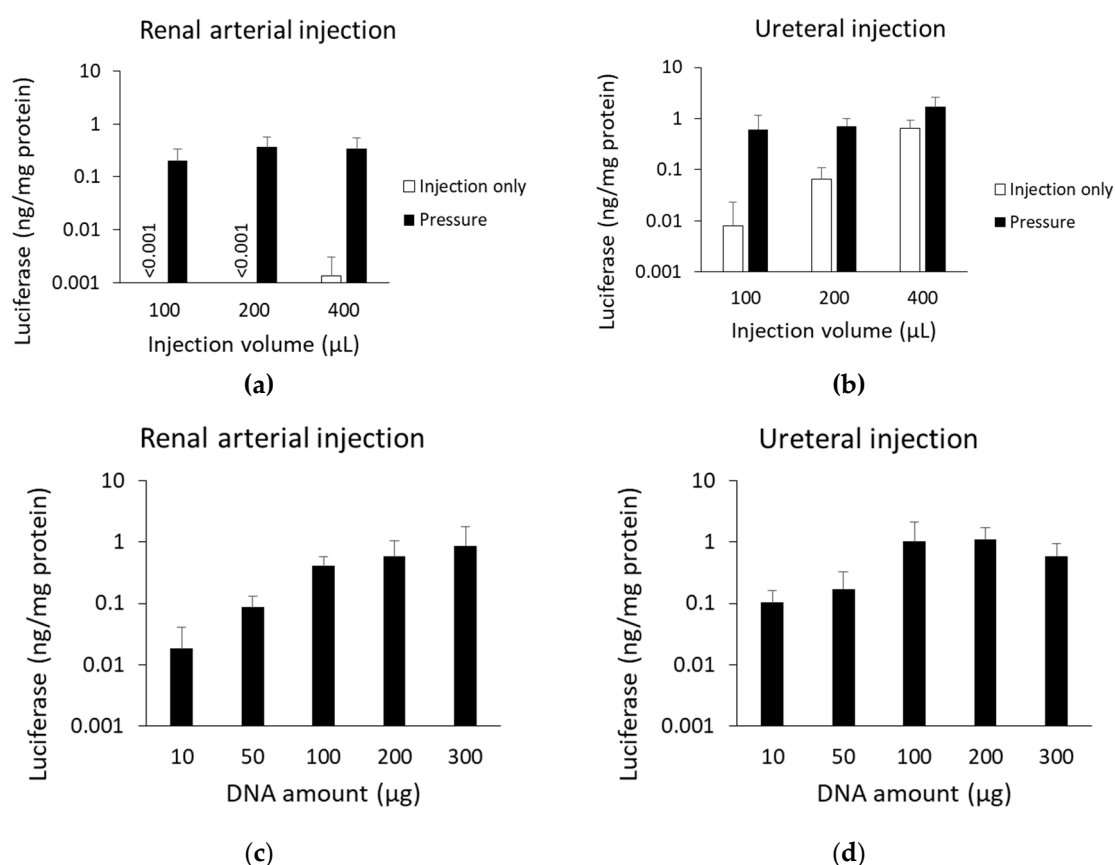 Renal arterial injection
Luciferase (ng/mg protein)
10
1
0.1
0.01
0.001
<0.001
<0.001
100 200 400
Injection volume (µL)
Injection only
Pressure
(a)
Ureteral injection
Luciferase (ng/mg protein)
10
1
0.1
0.01
0.001
100 200 400
Injection volume (µL)
Injection only
Pressure
(b)
Renal arterial injection
Luciferase (ng/mg protein)
10
1
0.1
0.01
0.001
10 50 100 200 300
DNA amount (µg)
(c)
Ureteral injection
Luciferase (ng/mg protein)
10
1
0.1
0.01
0.001
10 50 100 200 300
DNA amount (µg)
(d)